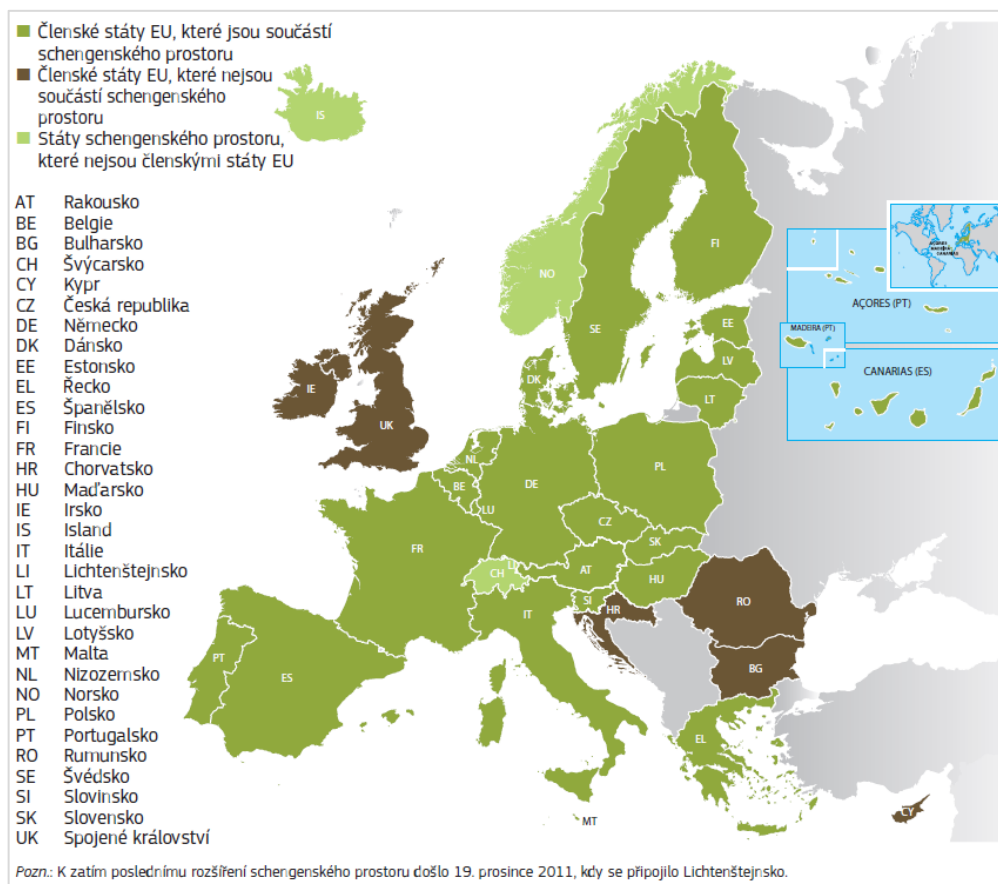 Členské státy EU, které jsou součástí
schengenského prostoru
Členské státy EU, které nejsou
součástí schengenského
prostoru
Státy schengenského prostoru,
které nejsou členskými státy EU
AT Rakousko
BE Belgie
BG Bulharsko
CH Švýcarsko
CY Kypr
CZ Česká republika
DE Německo
DK Dánsko
EE Estonsko
EL Řecko
ES Španělsko
FI Finsko
FR Francie
HR Chorvatsko
HU Maďarsko
IE Irsko
IS Island
IT Itálie
LI Lichtenštejnsko
LT Litva
LU Lucembursko
LV Lotyšsko
MT Malta
NL Nizozemsko
NO Norsko
PL Polsko
PT Portugalsko
RO Rumunsko
SE Švédsko
SI Slovinsko
SK Slovensko
UK Spojené království
IS
NO
SE
FI
EE
LV
LT
DK
IE
UK
NL
BE
LU
DE
PL
CZ
SK
FR
CH
LI
AT
HU
SI
HR
RO
IT
BG
PT
ES
EL
MT
CY
AÇORES
MADEIRA
CANARIAS
AÇORES (PT)
MADEIRA (PT)
CANARIAS (ES)
Pozn.: K zatím poslednímu rozšíření schengenského prostoru došlo 19. prosince 2011, kdy se připojilo Lichtenštejnsko.